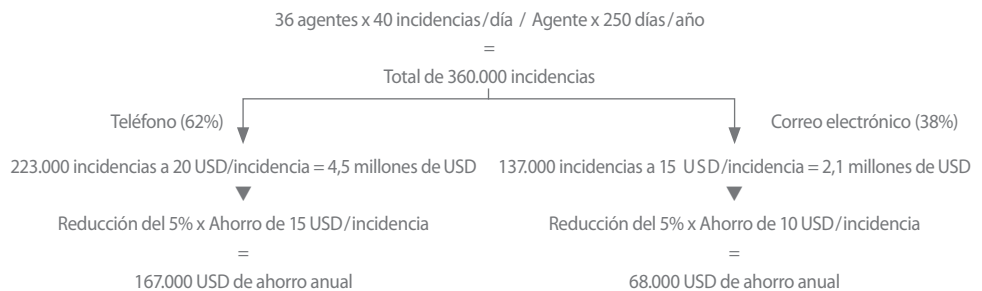 36 agentes x 40 incidencias/día / Agente x 250 días/año
=
Total de 360.000 incidencias
Teléfono (62%)
Correo electrónico (38%)
223.000 incidencias a 20 USD/incidencia = 4,5 millones de USD
137.000 incidencias a 15 USD/incidencia = 2,1 millones de USD
Reducción del 5% x Ahorro de 15 USD/incidencia
Reducción del 5% x Ahorro de 10 USD/incidencia
=
=
167.000 USD de ahorro anual
68.000 USD de ahorro anual